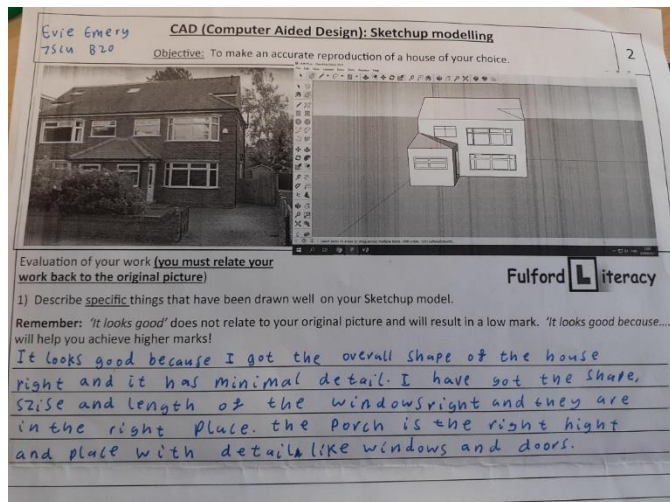 Evie Emery
7SCU B20
CAD (Computer Aided Design): Sketchup modelling
Objective: To make an accurate reproduction of a house of your choice.
2
Evaluation of your work (you must relate your
work back to the original picture)
Fulford Literacy
1) Describe specific things that have been drawn well on your Sketchup model.
Remember: 'It looks good' does not relate to your original picture and will result in a low mark. 'It looks good because....
will help you achieve higher marks!
It looks good because I got the overall shape of the house
right and it has minimal detail. I have got the shape,
szise and length of the windows right and they are
in the right place. the porch is the right hight
and place with detail like windows and doors.